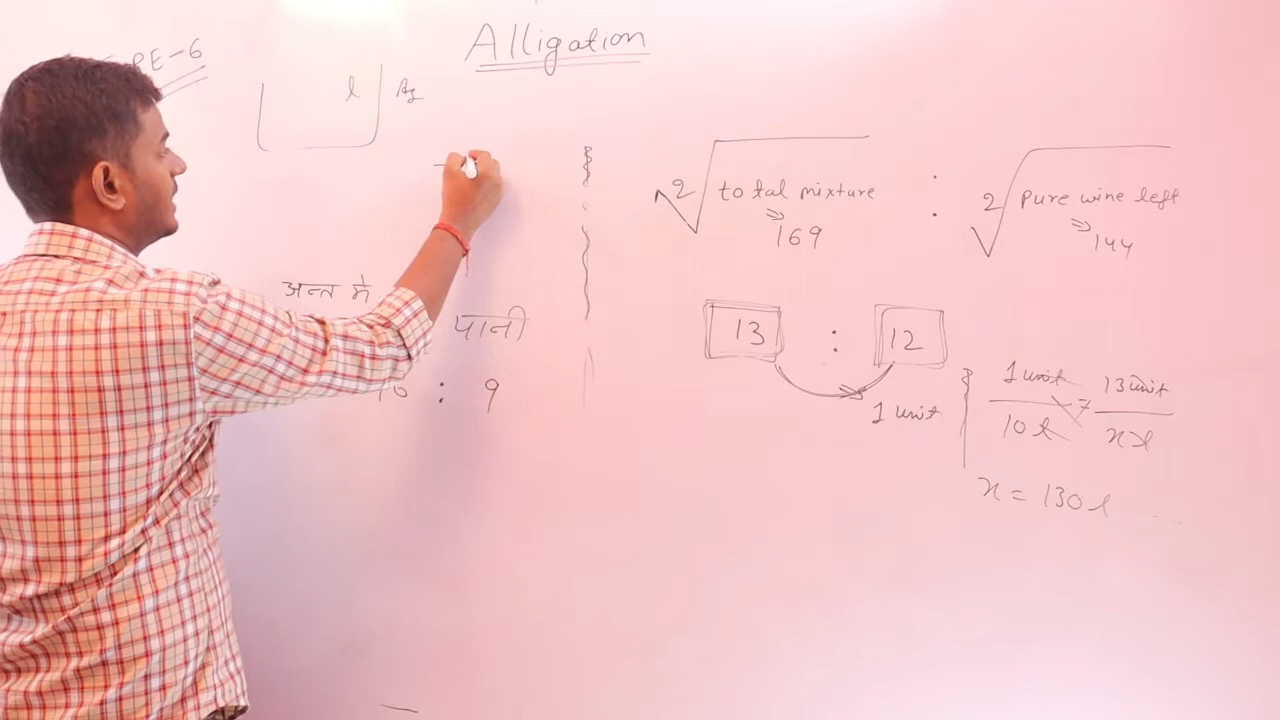 Alligation
PE-6
l Ag
2 total mixture : 2 pure wine left
⇒ 169 ⇒ 144
अन्त मे
पानी
: 9
13 : 12
1 unit
1 unit / 10 l = 13 unit / x l
x = 130 l